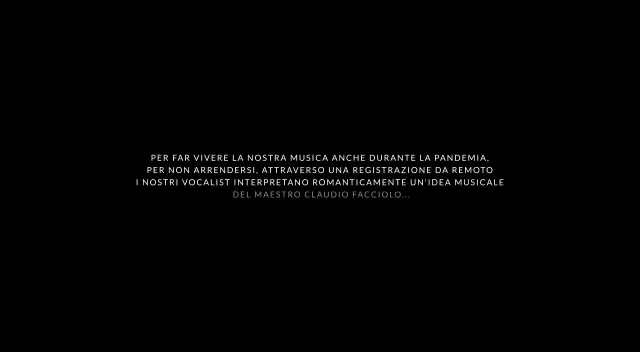 PER FAR VIVERE LA NOSTRA MUSICA ANCHE DURANTE LA PANDEMIA,
PER NON ARRENDERSI, ATTRAVERSO UNA REGISTRAZIONE DA REMOTO
I NOSTRI VOCALIST INTERPRETANO ROMANTICAMENTE UN'IDEA MUSICALE
DEL MAESTRO CLAUDIO FACCIOLO...